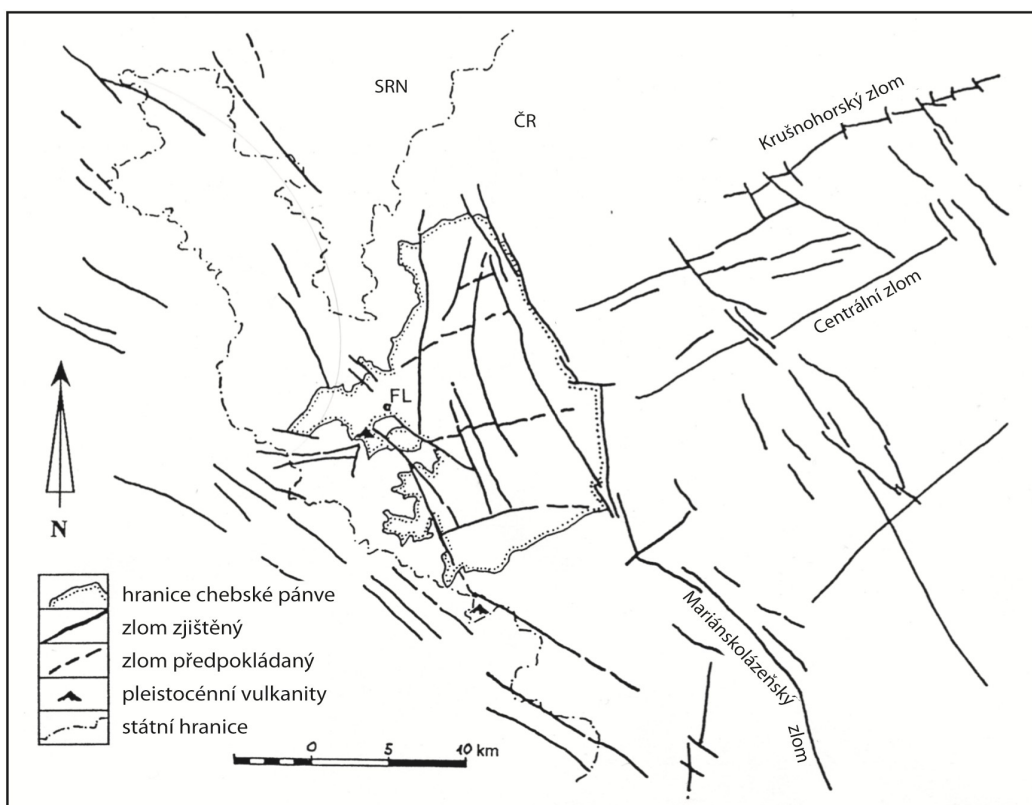 SRN
ČR
Krušnohorský zlom
Centrální zlom
FL
N
hranice chebské pánve
zlom zjištěný
zlom předpokládaný
pleistocénní vulkanity
státní hranice
Mariánskolázeňský
zlom
0 5 10 km